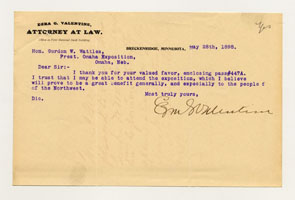 EZRA G. VALENTINE,
ATTORNEY AT LAW.
BRECKENRIDGE, MINNESOTA, May 28th, 1898.
Hon. Gurdon W. Wattles,
Prest. Omaha Exposition,
Omaha, Neb.
Dear Sir:-
I thank you for your valued favor, enclosing pass#447A.
I trust that I may be able to attend the exposition, which I believe
will prove to be a great benefit generally, and especially to the people f
of the Northwest.
Most truly yours,
Dic.